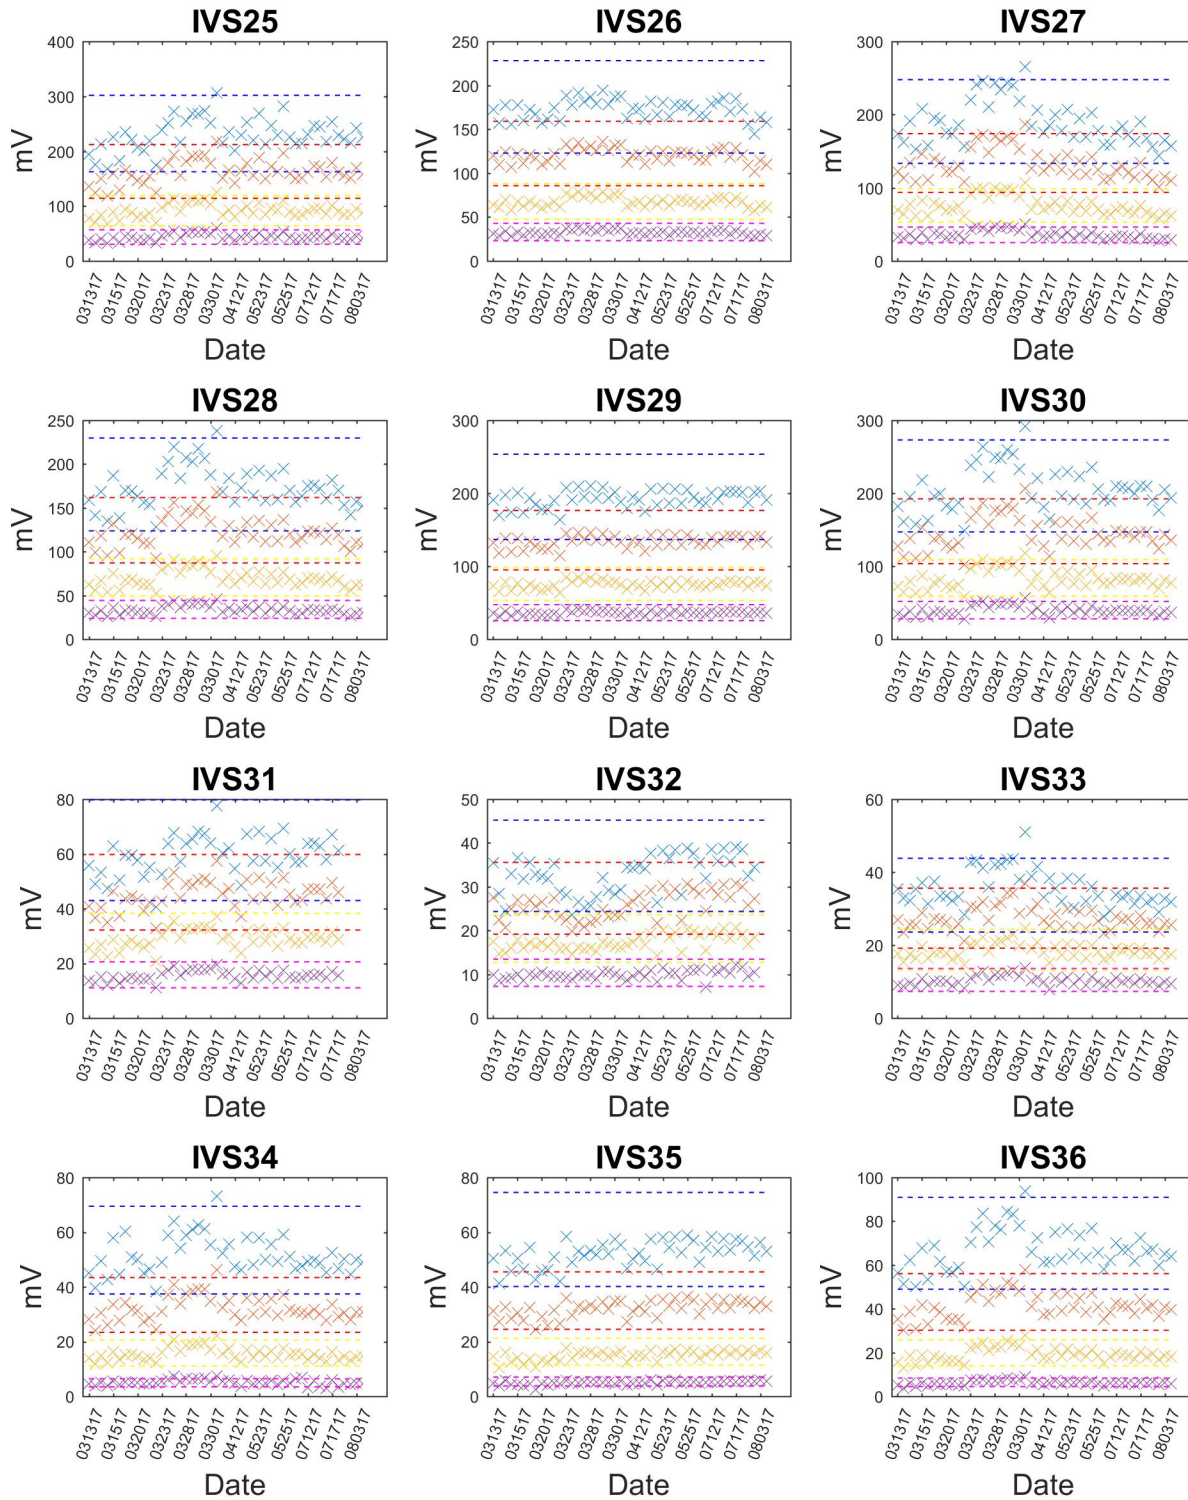 IVS25 IVS26 IVS27
400 250 300
300 200 200
200 150 100
100 100 0
0 50
0
mV mV mV
031317 031517 032017 032317 032817 033017 041217 052317 052517 071217 071717 080317
031317 031517 032017 032317 032817 033017 041217 052317 052517 071217 071717 080317
031317 031517 032017 032317 032817 033017 041217 052317 052517 071217 071717 080317
Date Date Date
IVS28 IVS29 IVS30
250 300 300
200 200 200
150 100 100
100 0 0
50
0
mV mV mV
031317 031517 032017 032317 032817 033017 041217 052317 052517 071217 071717 080317
031317 031517 032017 032317 032817 033017 041217 052317 052517 071217 071717 080317
031317 031517 032017 032317 032817 033017 041217 052317 052517 071217 071717 080317
Date Date Date
IVS31 IVS32 IVS33
80 50 60
60 40 40
40 30 20
20 20 0
0 10
0
mV mV mV
031317 031517 032017 032317 032817 033017 041217 052317 052517 071217 071717 080317
031317 031517 032017 032317 032817 033017 041217 052317 052517 071217 071717 080317
031317 031517 032017 032317 032817 033017 041217 052317 052517 071217 071717 080317
Date Date Date
IVS34 IVS35 IVS36
80 80 100
60 60 80
40 40 60
20 20 40
0 0 20
0
mV mV mV
031317 031517 032017 032317 032817 033017 041217 052317 052517 071217 071717 080317
031317 031517 032017 032317 032817 033017 041217 052317 052517 071217 071717 080317
031317 031517 032017 032317 032817 033017 041217 052317 052517 071217 071717 080317
Date Date Date